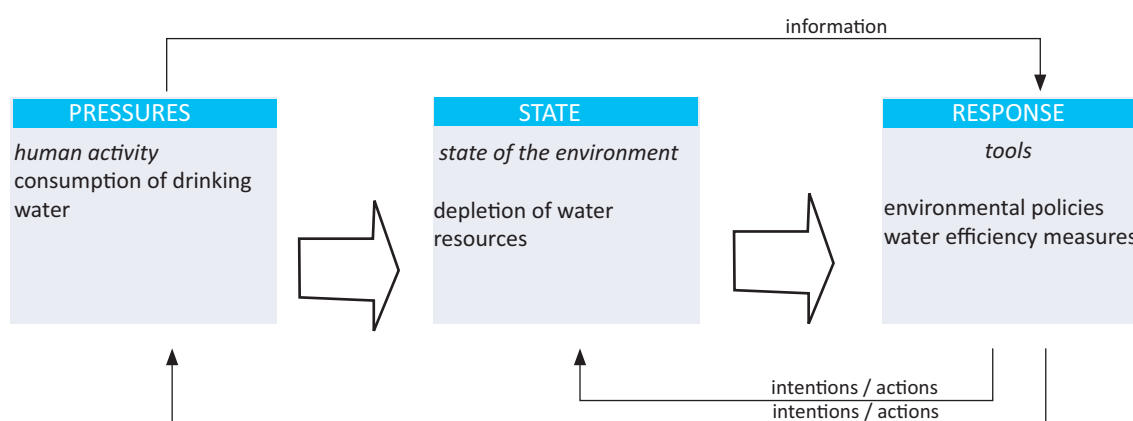 information
PRESSURES
human activity
consumption of drinking
water
STATE
state of the environment
depletion of water
resources
RESPONSE
tools
environmental policies
water efficiency measures
intentions / actions
intentions / actions